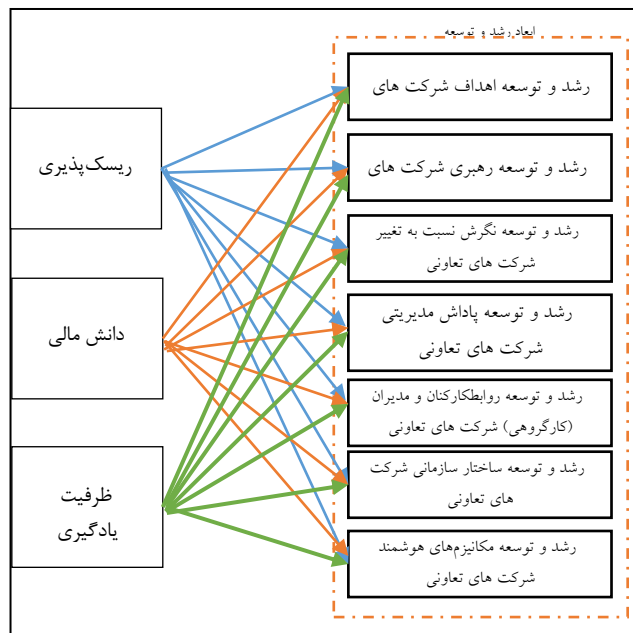 ابعاد رشد و توسعه
رشد و توسعه اهداف شرکت های
رشد و توسعه رهبری شرکت های
رشد و توسعه نگرش نسبت به تغییر
شرکت های تعاونی
رشد و توسعه پاداش مدیریتی
شرکت های تعاونی
رشد و توسعه روابطکارکنان و مدیران
(کارگروهی) شرکت های تعاونی
رشد و توسعه ساختار سازمانی شرکت
های تعاونی
رشد و توسعه مکانیزم‌های هوشمند
شرکت های تعاونی
ریسک‌پذیری
دانش مالی
ظرفیت
یادگیری